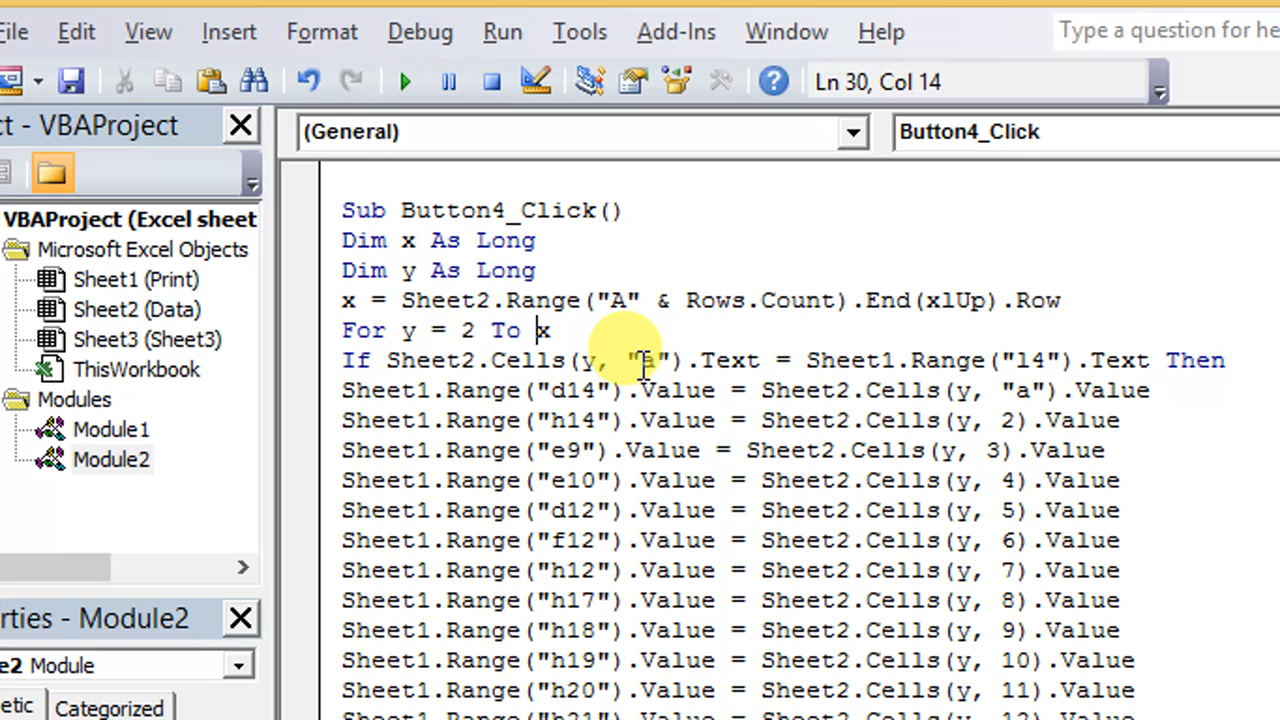 File Edit View Insert Format Debug Run Tools Add-Ins Window Help Type a question for he
Ln 30, Col 14
ct - VBAProject
(General) Button4_Click
VBAProject (Excel sheet
Microsoft Excel Objects
Sheet1 (Print)
Sheet2 (Data)
Sheet3 (Sheet3)
ThisWorkbook
Modules
Module1
Module2
rties - Module2
e2 Module
etic Categorized
Sub Button4_Click()
Dim x As Long
Dim y As Long
x = Sheet2.Range("A" & Rows.Count).End(xlUp).Row
For y = 2 To x
If Sheet2.Cells(y, "a").Text = Sheet1.Range("l4").Text Then
Sheet1.Range("d14").Value = Sheet2.Cells(y, "a").Value
Sheet1.Range("h14").Value = Sheet2.Cells(y, 2).Value
Sheet1.Range("e9").Value = Sheet2.Cells(y, 3).Value
Sheet1.Range("e10").Value = Sheet2.Cells(y, 4).Value
Sheet1.Range("d12").Value = Sheet2.Cells(y, 5).Value
Sheet1.Range("f12").Value = Sheet2.Cells(y, 6).Value
Sheet1.Range("h12").Value = Sheet2.Cells(y, 7).Value
Sheet1.Range("h17").Value = Sheet2.Cells(y, 8).Value
Sheet1.Range("h18").Value = Sheet2.Cells(y, 9).Value
Sheet1.Range("h19").Value = Sheet2.Cells(y, 10).Value
Sheet1.Range("h20").Value = Sheet2.Cells(y, 11).Value
Sheet1.Range("h21").Value = Sheet2.Cells(y, 12).Value